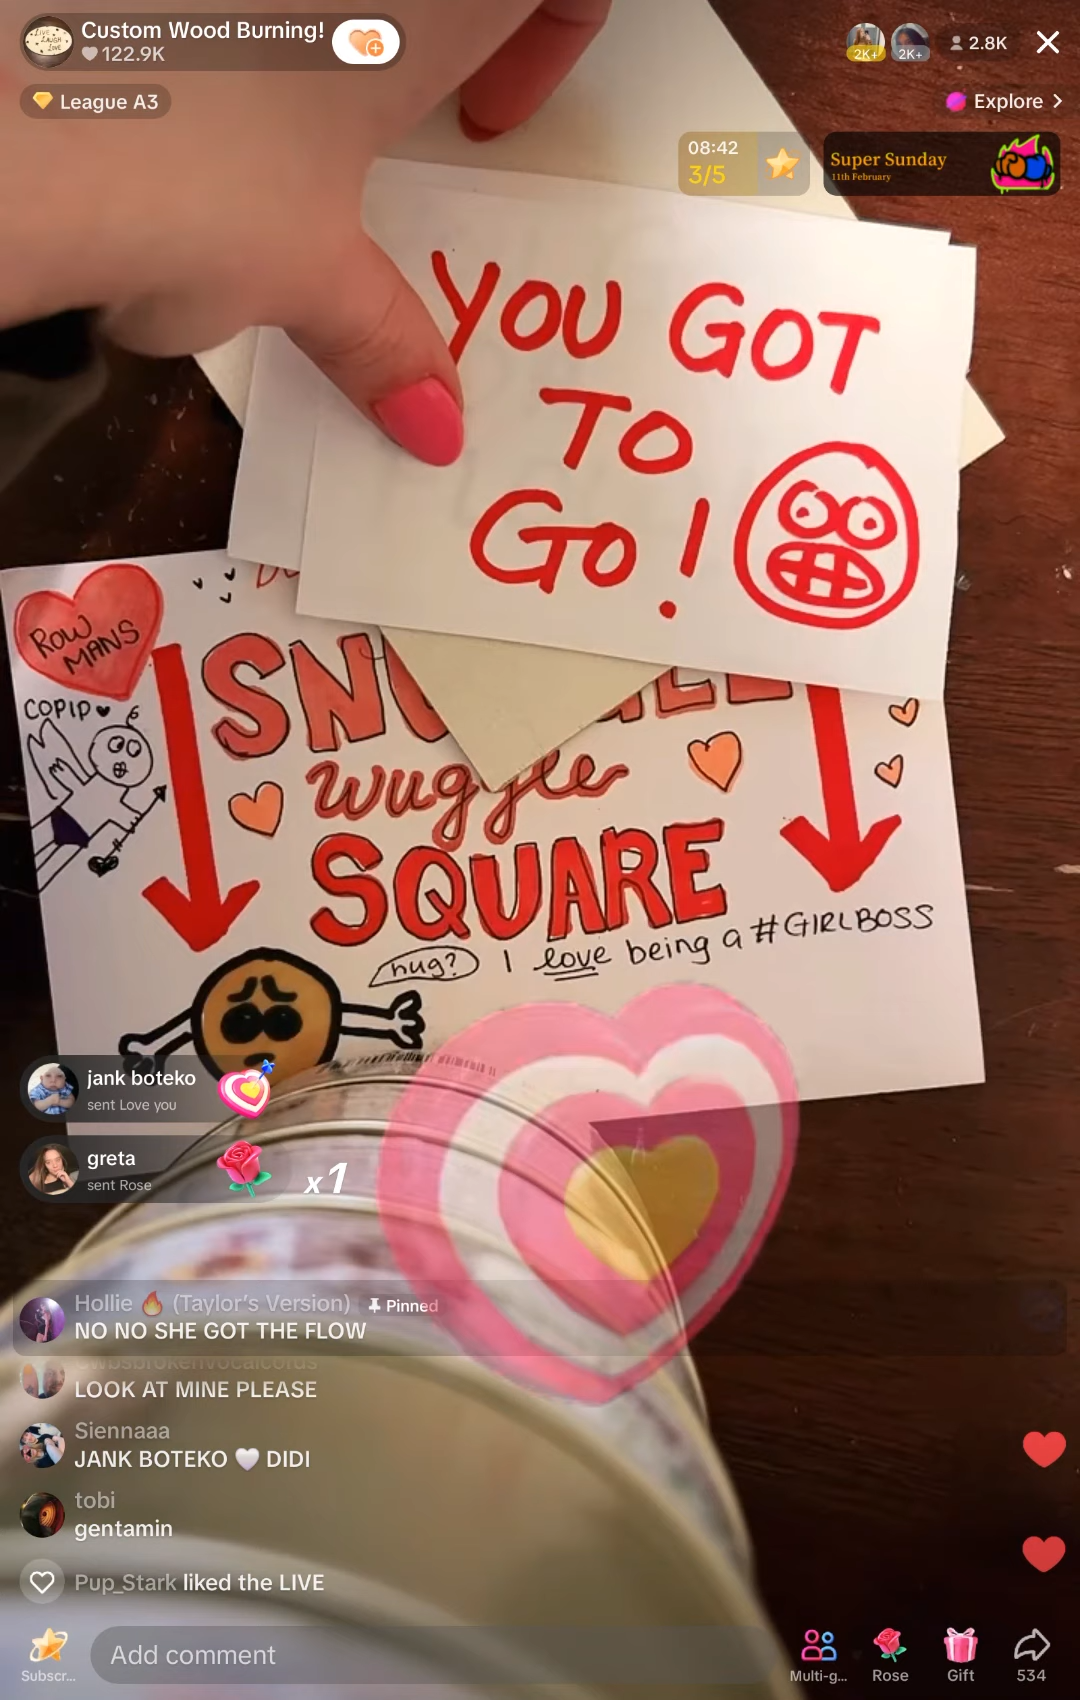 Custom Wood Burning!
122.9K
2K+
2K+
2.8K
League A3
Explore
08:42
3/5
Super Sunday
11th February
YOU GOT
TO
GO!
ROW
MANS
COPID
wuggle
SQUARE
hug? I love being a #GIRLBOSS
jank boteko
sent Love you
greta
sent Rose
x1
Hollie 🔥 (Taylor's Version) Pinned
NO NO SHE GOT THE FLOW
LOOK AT MINE PLEASE
Siennaaa
JANK BOTEKO 🤍 DIDI
tobi
gentamin
Pup_Stark liked the LIVE
Add comment
Subscr...
Multi-g...
Rose
Gift
534